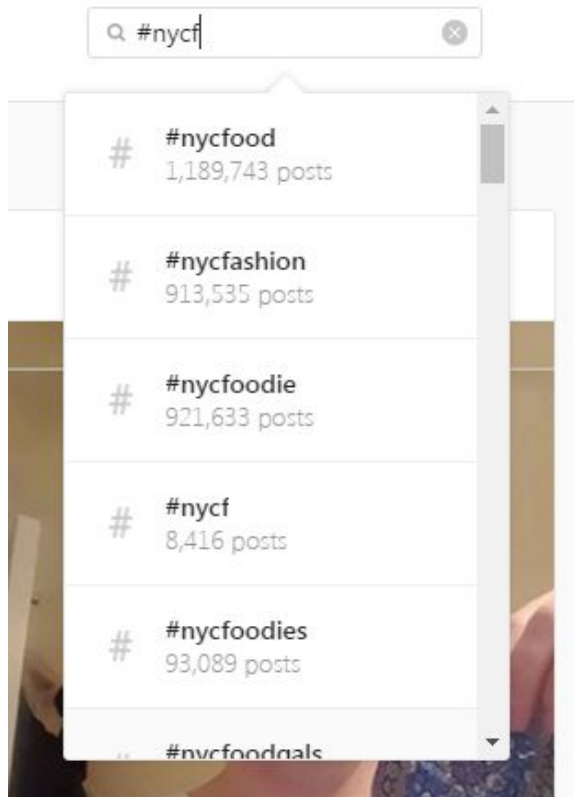 #nycf
#nycfood
1,189,743 posts
#nycfashion
913,535 posts
#nycfoodie
921,633 posts
#nycf
8,416 posts
#nycfoodies
93,089 posts
#nycfoodgals